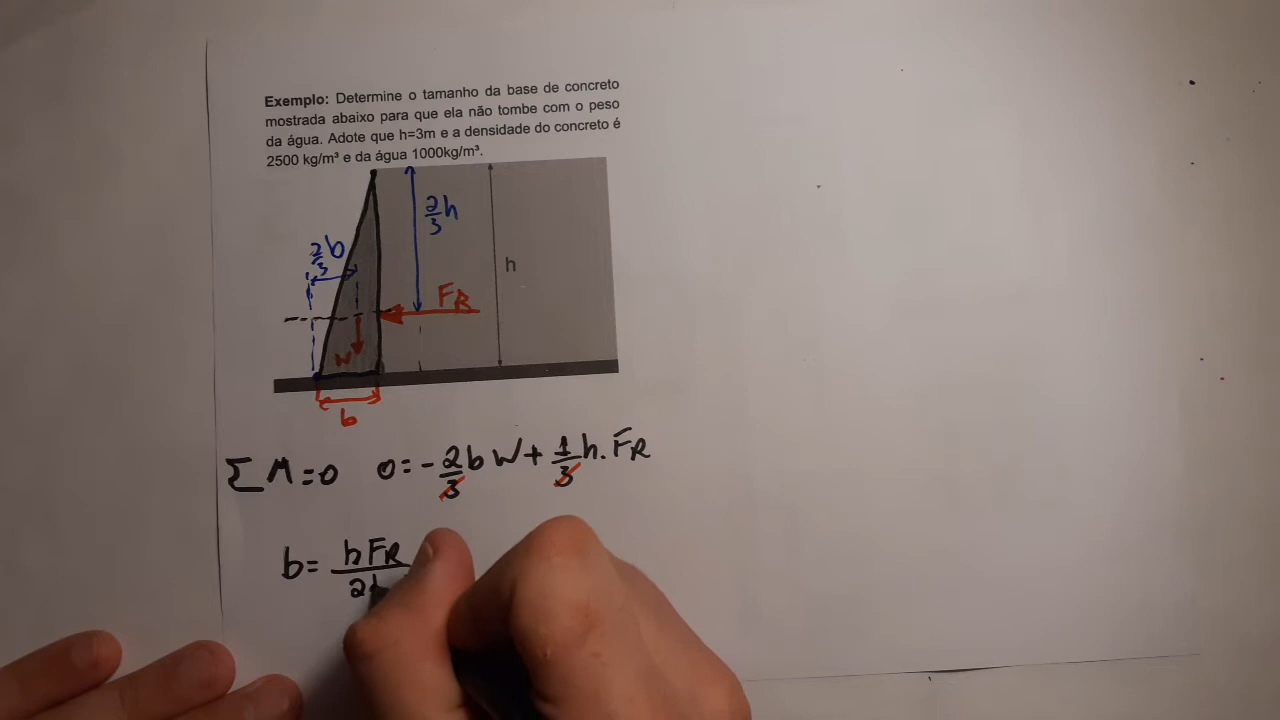 Exemplo: Determine o tamanho da base de concreto
mostrada abaixo para que ela não tombe com o peso
da água. Adote que h=3m e a densidade do concreto é
2500 kg/m³ e da água 1000kg/m³.
2/3 h
2/3 b
h
FR
W
b
ΣM=0 0=-2/3 b W+1/3 h.FR
b= hFR/2